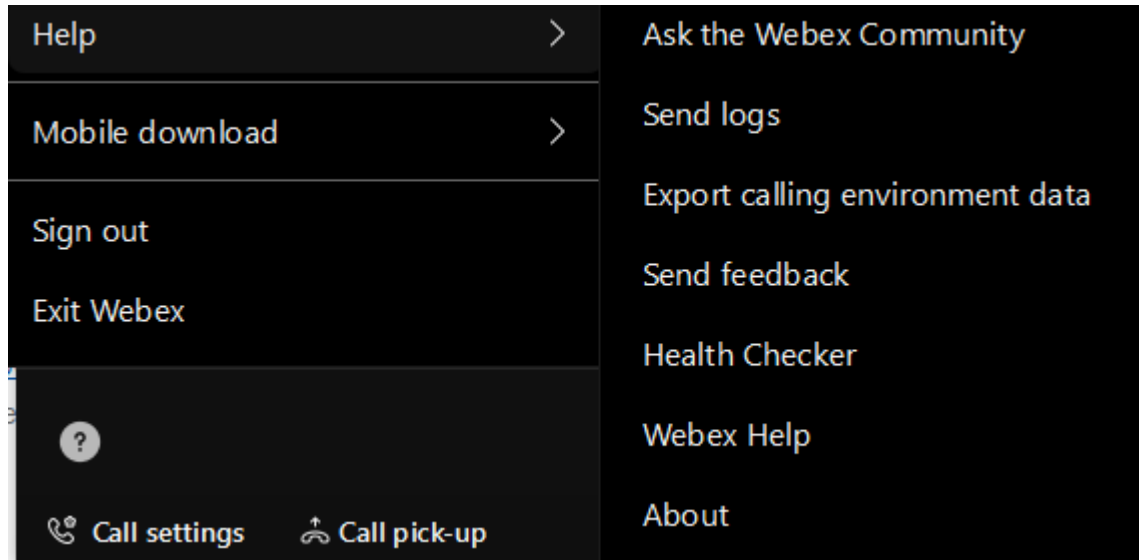 Help
Mobile download
Sign out
Exit Webex
?
Call settings
Call pick-up
Ask the Webex Community
Send logs
Export calling environment data
Send feedback
Health Checker
Webex Help
About